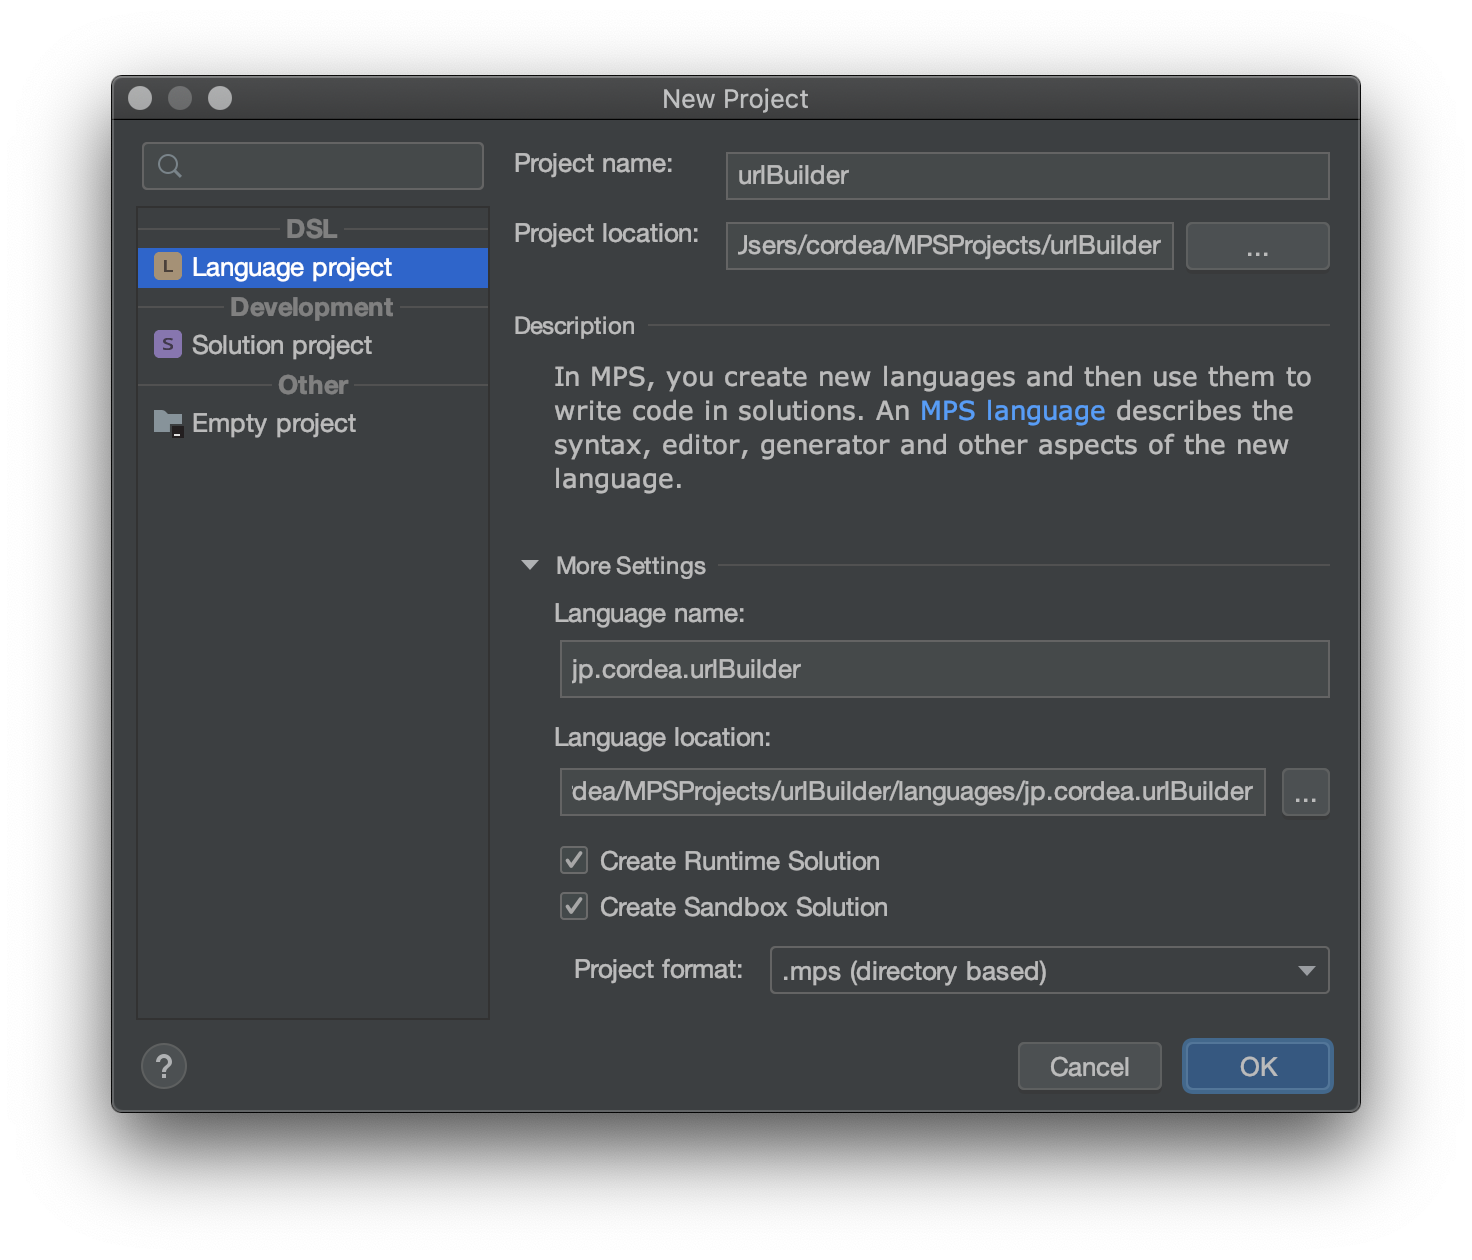 New Project
DSL
L Language project
Development
S Solution project
Other
Empty project
Project name:
urlBuilder
Project location:
Jsers/cordea/MPSProjects/urlBuilder
...
Description
In MPS, you create new languages and then use them to
write code in solutions. An MPS language describes the
syntax, editor, generator and other aspects of the new
language.
More Settings
Language name:
jp.cordea.urlBuilder
Language location:
dea/MPSProjects/urlBuilder/languages/jp.cordea.urlBuilder
...
Create Runtime Solution
Create Sandbox Solution
Project format:
.mps (directory based)
?
Cancel
OK